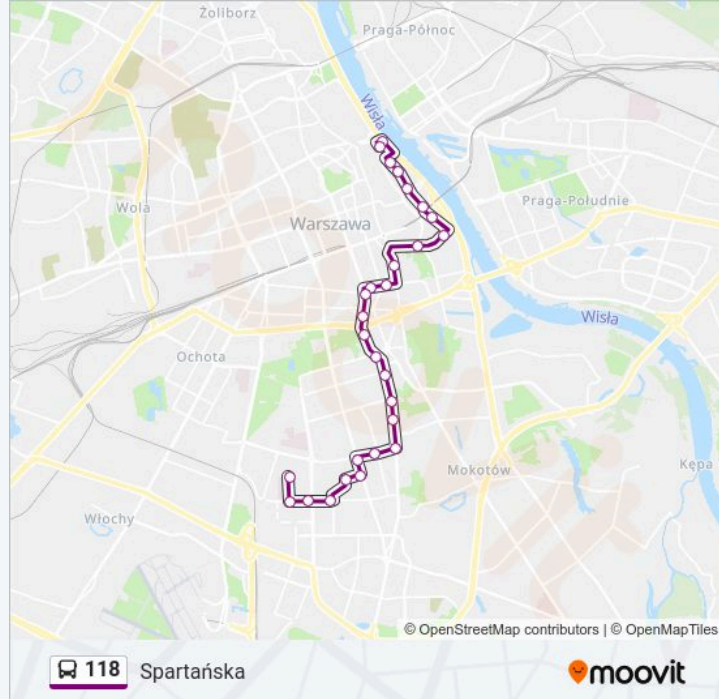 Żoliborz
Praga-Północ
Wisła
Wola
Praga-Południe
Warszawa
Wisła
Ochota
Mokotów
Kępa
Włochy
© OpenStreetMap contributors | © OpenMapTiles
118 Spartańska
moovit